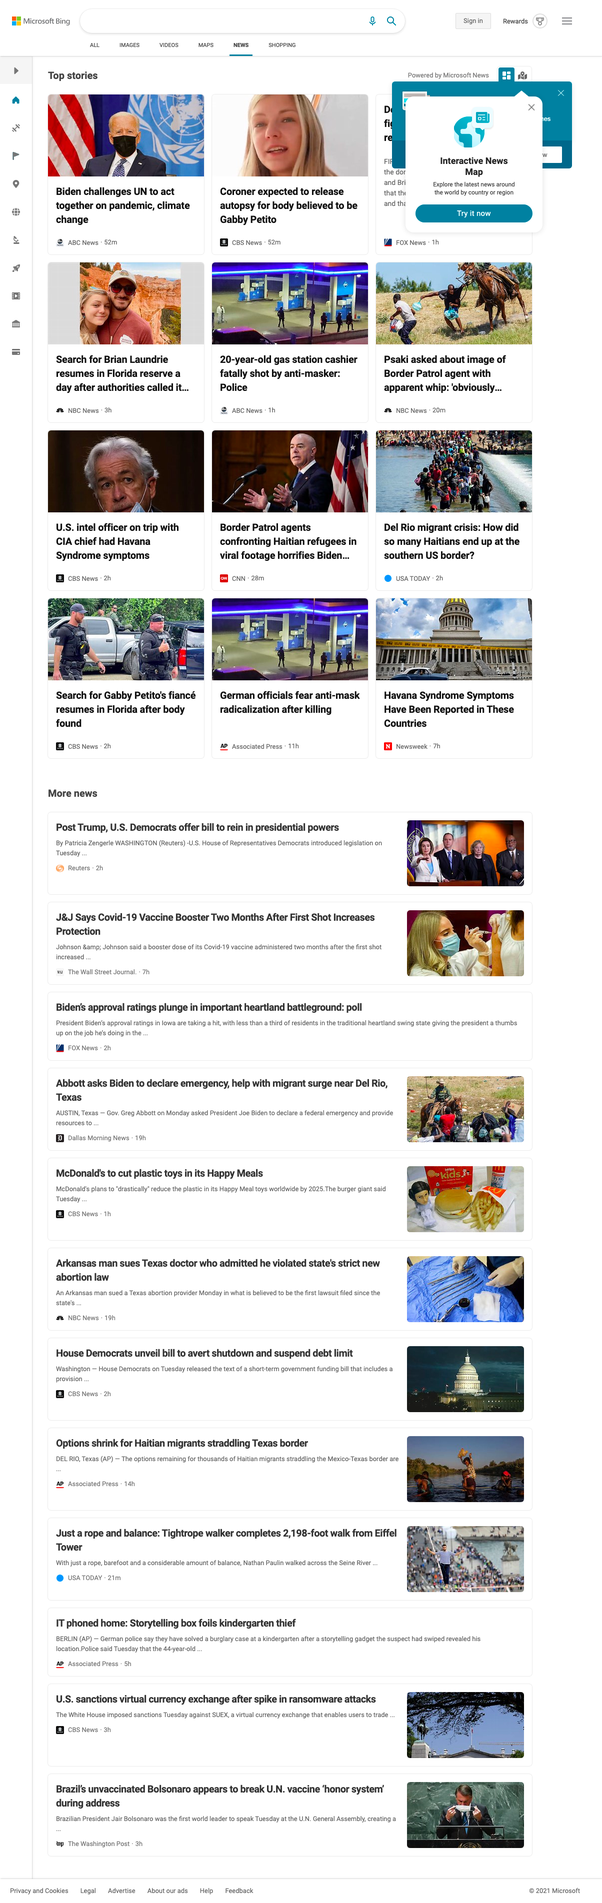 Microsoft Bing
Sign in
Rewards
ALL
IMAGES
VIDEOS
MAPS
NEWS
SHOPPING
Top stories
Powered by Microsoft News
Biden challenges UN to act
together on pandemic, climate
change
ABC News · 52m
Coroner expected to release
autopsy for body believed to be
Gabby Petito
CBS News · 52m
FOX News · 1h
Interactive News
Map
Explore the latest news around
the world by country or region
Try it now
Search for Brian Laundrie
resumes in Florida reserve a
day after authorities called it...
NBC News · 3h
20-year-old gas station cashier
fatally shot by anti-masker:
Police
ABC News · 1h
Psaki asked about image of
Border Patrol agent with
apparent whip: 'obviously...
NBC News · 20m
U.S. intel officer on trip with
CIA chief had Havana
Syndrome symptoms
CBS News · 2h
Border Patrol agents
confronting Haitian refugees in
viral footage horrifies Biden...
CNN · 28m
Del Rio migrant crisis: How did
so many Haitians end up at the
southern US border?
USA TODAY · 2h
Search for Gabby Petito's fiancé
resumes in Florida after body
found
CBS News · 2h
German officials fear anti-mask
radicalization after killing
AP Associated Press · 11h
Havana Syndrome Symptoms
Have Been Reported in These
Countries
N Newsweek · 7h
More news
Post Trump, U.S. Democrats offer bill to rein in presidential powers
By Patricia Zengerle WASHINGTON (Reuters) -U.S. House of Representatives Democrats introduced legislation on
Tuesday ...
Reuters · 2h
J&J Says Covid-19 Vaccine Booster Two Months After First Shot Increases
Protection
Johnson &amp; Johnson said a booster dose of its Covid-19 vaccine administered two months after the first shot
increased ...
The Wall Street Journal. · 7h
Biden's approval ratings plunge in important heartland battleground: poll
President Biden's approval ratings in Iowa are taking a hit, with less than a third of residents in the traditional heartland swing state giving the president a thumbs
up on the job he's doing in the ...
FOX News · 2h
Abbott asks Biden to declare emergency, help with migrant surge near Del Rio,
Texas
AUSTIN, Texas — Gov. Greg Abbott on Monday asked President Joe Biden to declare a federal emergency and provide
resources to ...
Dallas Morning News · 19h
McDonald's to cut plastic toys in its Happy Meals
McDonald's plans to "drastically" reduce the plastic in its Happy Meal toys worldwide by 2025.The burger giant said
Tuesday ...
CBS News · 1h
Arkansas man sues Texas doctor who admitted he violated state's strict new
abortion law
An Arkansas man sued a Texas abortion provider Monday in what is believed to be the first lawsuit filed since the
state's ...
NBC News · 19h
House Democrats unveil bill to avert shutdown and suspend debt limit
Washington — House Democrats on Tuesday released the text of a short-term government funding bill that includes a
provision ...
CBS News · 2h
Options shrink for Haitian migrants straddling Texas border
DEL RIO, Texas (AP) — The options remaining for thousands of Haitian migrants straddling the Mexico-Texas border are
...
AP Associated Press · 14h
Just a rope and balance: Tightrope walker completes 2,198-foot walk from Eiffel
Tower
With just a rope, barefoot and a considerable amount of balance, Nathan Paulin walked across the Seine River ...
USA TODAY · 21m
IT phoned home: Storytelling box foils kindergarten thief
BERLIN (AP) — German police say they have solved a burglary case at a kindergarten after a storytelling gadget the suspect had swiped revealed his
location.Police said Tuesday that the 44-year-old ...
AP Associated Press · 5h
U.S. sanctions virtual currency exchange after spike in ransomware attacks
The White House imposed sanctions Tuesday against SUEX, a virtual currency exchange that enables users to trade ...
CBS News · 3h
Brazil's unvaccinated Bolsonaro appears to break U.N. vaccine 'honor system'
during address
Brazilian President Jair Bolsonaro was the first world leader to speak Tuesday at the U.N. General Assembly, creating a
...
The Washington Post · 3h
Privacy and Cookies
Legal
Advertise
About our ads
Help
Feedback
© 2021 Microsoft